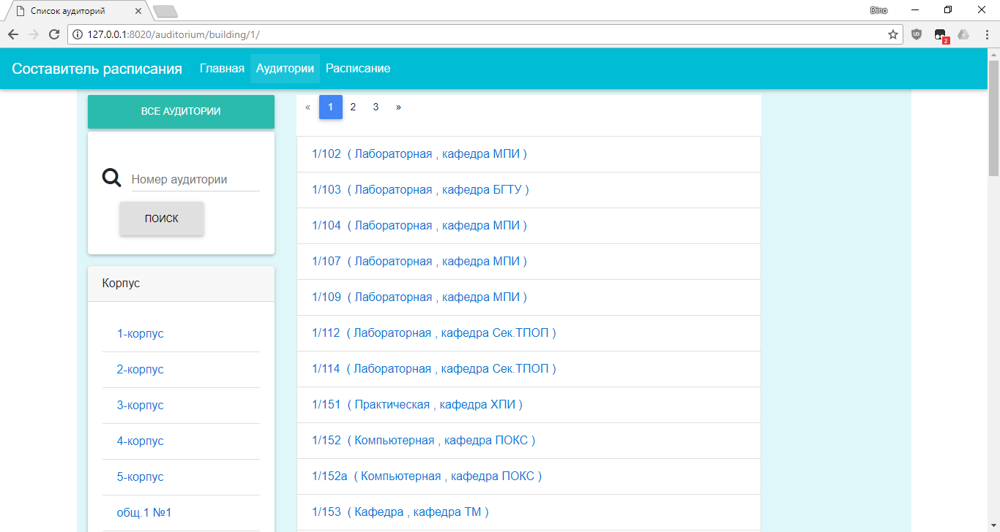 Список аудиторий
Dino
127.0.0.1:8020/auditorium/building/1/
2
Составитель расписания Главная Аудитории Расписание
ВСЕ АУДИТОРИИ
Номер аудитории
ПОИСК
Корпус
1-корпус
2-корпус
3-корпус
4-корпус
5-корпус
общ.1 №1
« 1 2 3 »
1/102 ( Лабораторная , кафедра МПИ )
1/103 ( Лабораторная , кафедра БГТУ )
1/104 ( Лабораторная , кафедра МПИ )
1/107 ( Лабораторная , кафедра МПИ )
1/109 ( Лабораторная , кафедра МПИ )
1/112 ( Лабораторная , кафедра Сек.ТПОП )
1/114 ( Лабораторная , кафедра Сек.ТПОП )
1/151 ( Практическая , кафедра ХПИ )
1/152 ( Компьютерная , кафедра ПОКС )
1/152а ( Компьютерная , кафедра ПОКС )
1/153 ( Кафедра , кафедра ТМ )